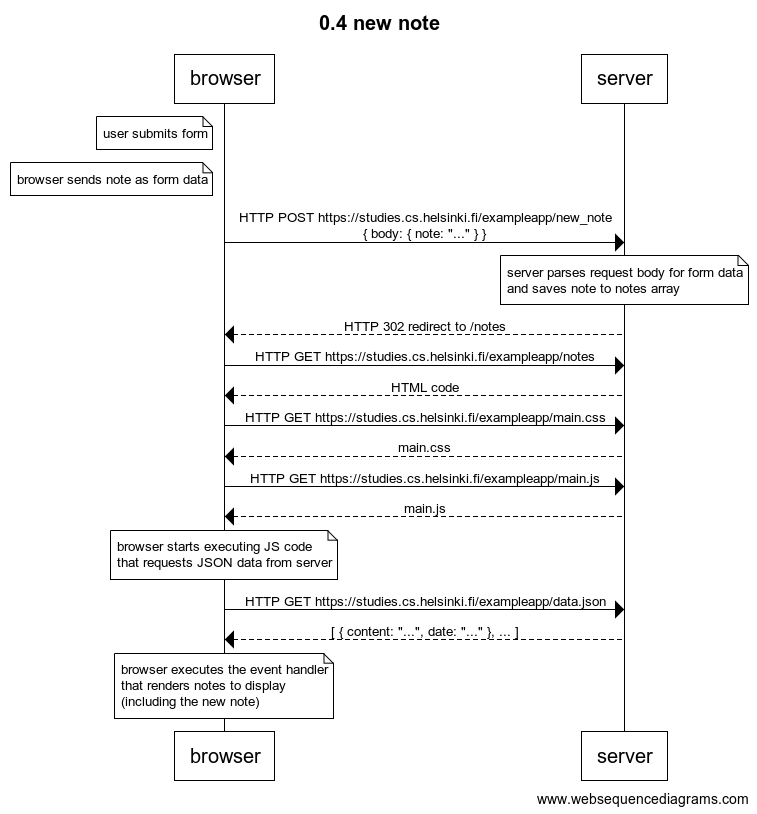 0.4 new note
browser
server
user submits form
browser sends note as form data
HTTP POST https://studies.cs.helsinki.fi/exampleapp/new_note
{ body: { note: "..." } }
server parses request body for form data
and saves note to notes array
HTTP 302 redirect to /notes
HTTP GET https://studies.cs.helsinki.fi/exampleapp/notes
HTML code
HTTP GET https://studies.cs.helsinki.fi/exampleapp/main.css
main.css
HTTP GET https://studies.cs.helsinki.fi/exampleapp/main.js
main.js
browser starts executing JS code
that requests JSON data from server
HTTP GET https://studies.cs.helsinki.fi/exampleapp/data.json
[ { content: "...", date: "..." }, ... ]
browser executes the event handler
that renders notes to display
(including the new note)
browser
server
www.websequencediagrams.com